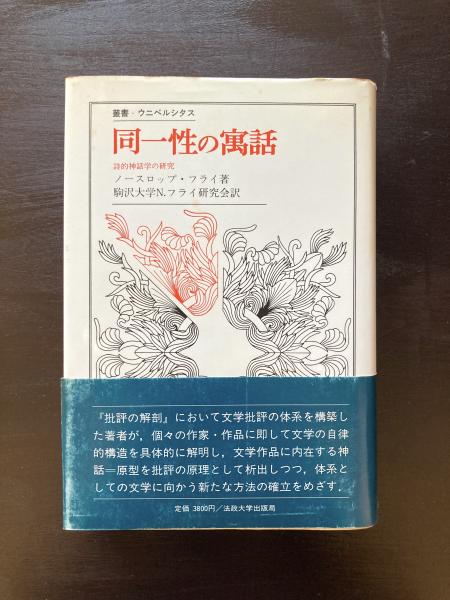 叢書・ウニベルシタス
同一性の寓話
詩的神話学の研究
ノースロップ・フライ著
駒沢大学N.フライ研究会訳
『批評の解剖』において文学批評の体系を構築し
た著者が，個々の作家・作品に即して文学の自律
的構造を具体的に解明し，文学作品に内在する神
話＝原型を批評の原理として析出しつつ，体系と
しての文学に向かう新たな方法の確立をめざす．
定価 3800円／法政大学出版局